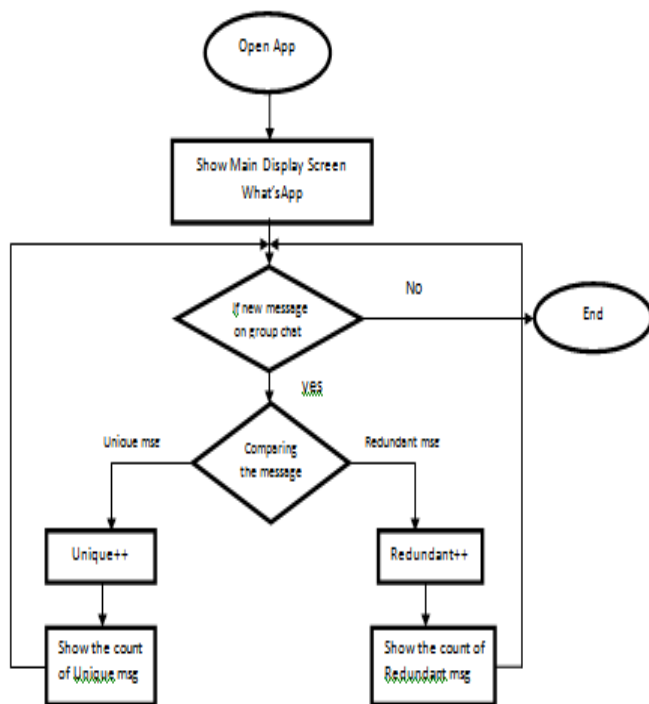 Open App
Show Main Display Screen
What'sApp
If new message
on group chat
No
End
yes
Unique msg
Comparing
the message
Redundant msg
Unique++
Redundant++
Show the count
of Unique msg
Show the count of
Redundant msg